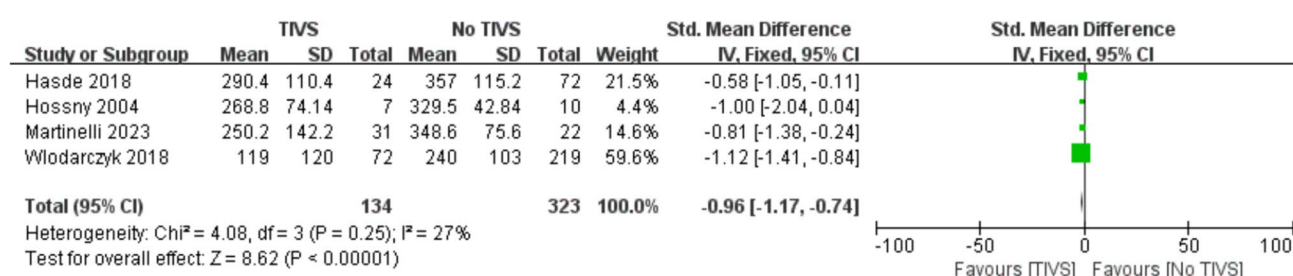 TIVS No TIVS Std. Mean Difference Std. Mean Difference
Study or Subgroup Mean SD Total Mean SD Total Weight IV, Fixed, 95% CI IV, Fixed, 95% CI
Hasde 2018 290.4 110.4 24 357 115.2 72 21.5% -0.58 [-1.05, -0.11]
Hossny 2004 268.8 74.14 7 329.5 42.84 10 4.4% -1.00 [-2.04, 0.04]
Martinelli 2023 250.2 142.2 31 348.6 75.6 22 14.6% -0.81 [-1.38, -0.24]
Wlodarczyk 2018 119 120 72 240 103 219 59.6% -1.12 [-1.41, -0.84]
Total (95% CI) 134 323 100.0% -0.96 [-1.17, -0.74]
Heterogeneity: Chi² = 4.08, df = 3 (P = 0.25); I² = 27%
Test for overall effect: Z = 8.62 (P < 0.00001)
-100 -50 0 50 100
Favours [TIVS] Favours [No TIVS]